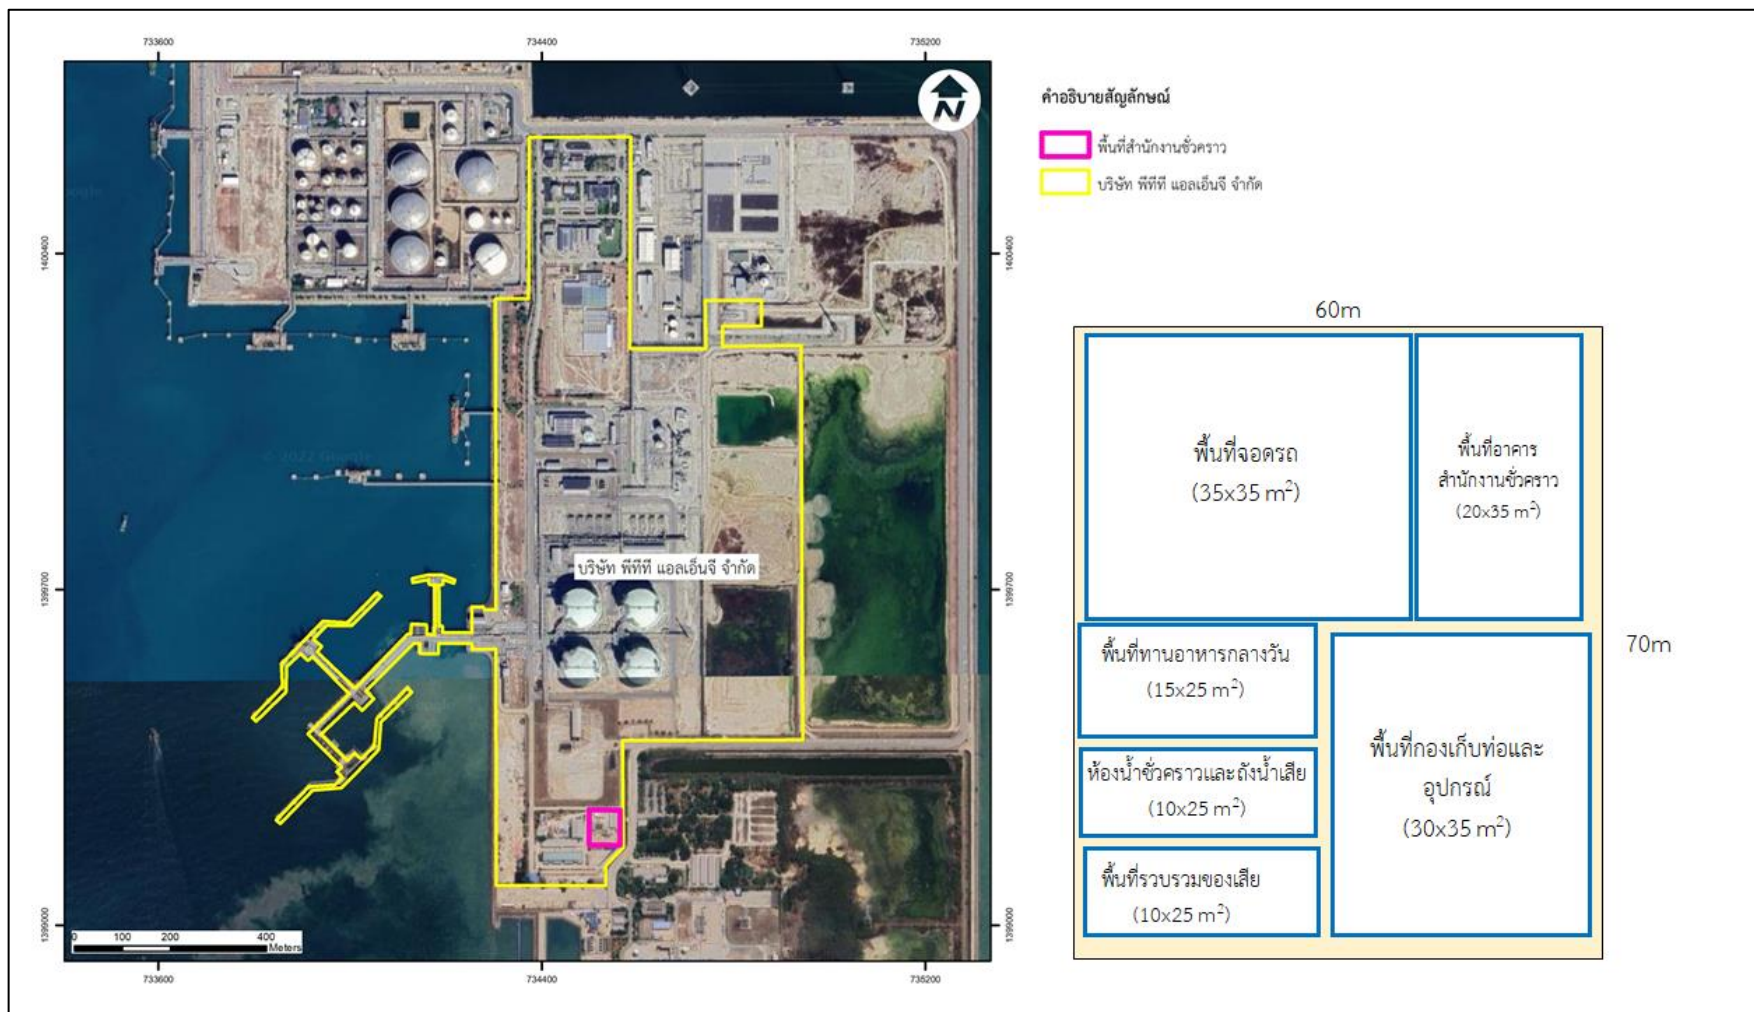 733600
734400
735200
1400400
1400400
1399700
1399700
1399000
1399000
733600
734400
735200
N
© 2022 Google
บริษัท พีทีที แอลเอ็นจี จำกัด
0 100 200 400
Meters
คำอธิบายสัญลักษณ์
พื้นที่สำนักงานชั่วคราว
บริษัท พีทีที แอลเอ็นจี จำกัด
60m
70m
พื้นที่จอดรถ
(35x35 m²)
พื้นที่อาคาร
สำนักงานชั่วคราว
(20x35 m²)
พื้นที่ทานอาหารกลางวัน
(15x25 m²)
ห้องน้ำชั่วคราวและถังน้ำเสีย
(10x25 m²)
พื้นที่รวบรวมของเสีย
(10x25 m²)
พื้นที่กองเก็บท่อและ
อุปกรณ์
(30x35 m²)